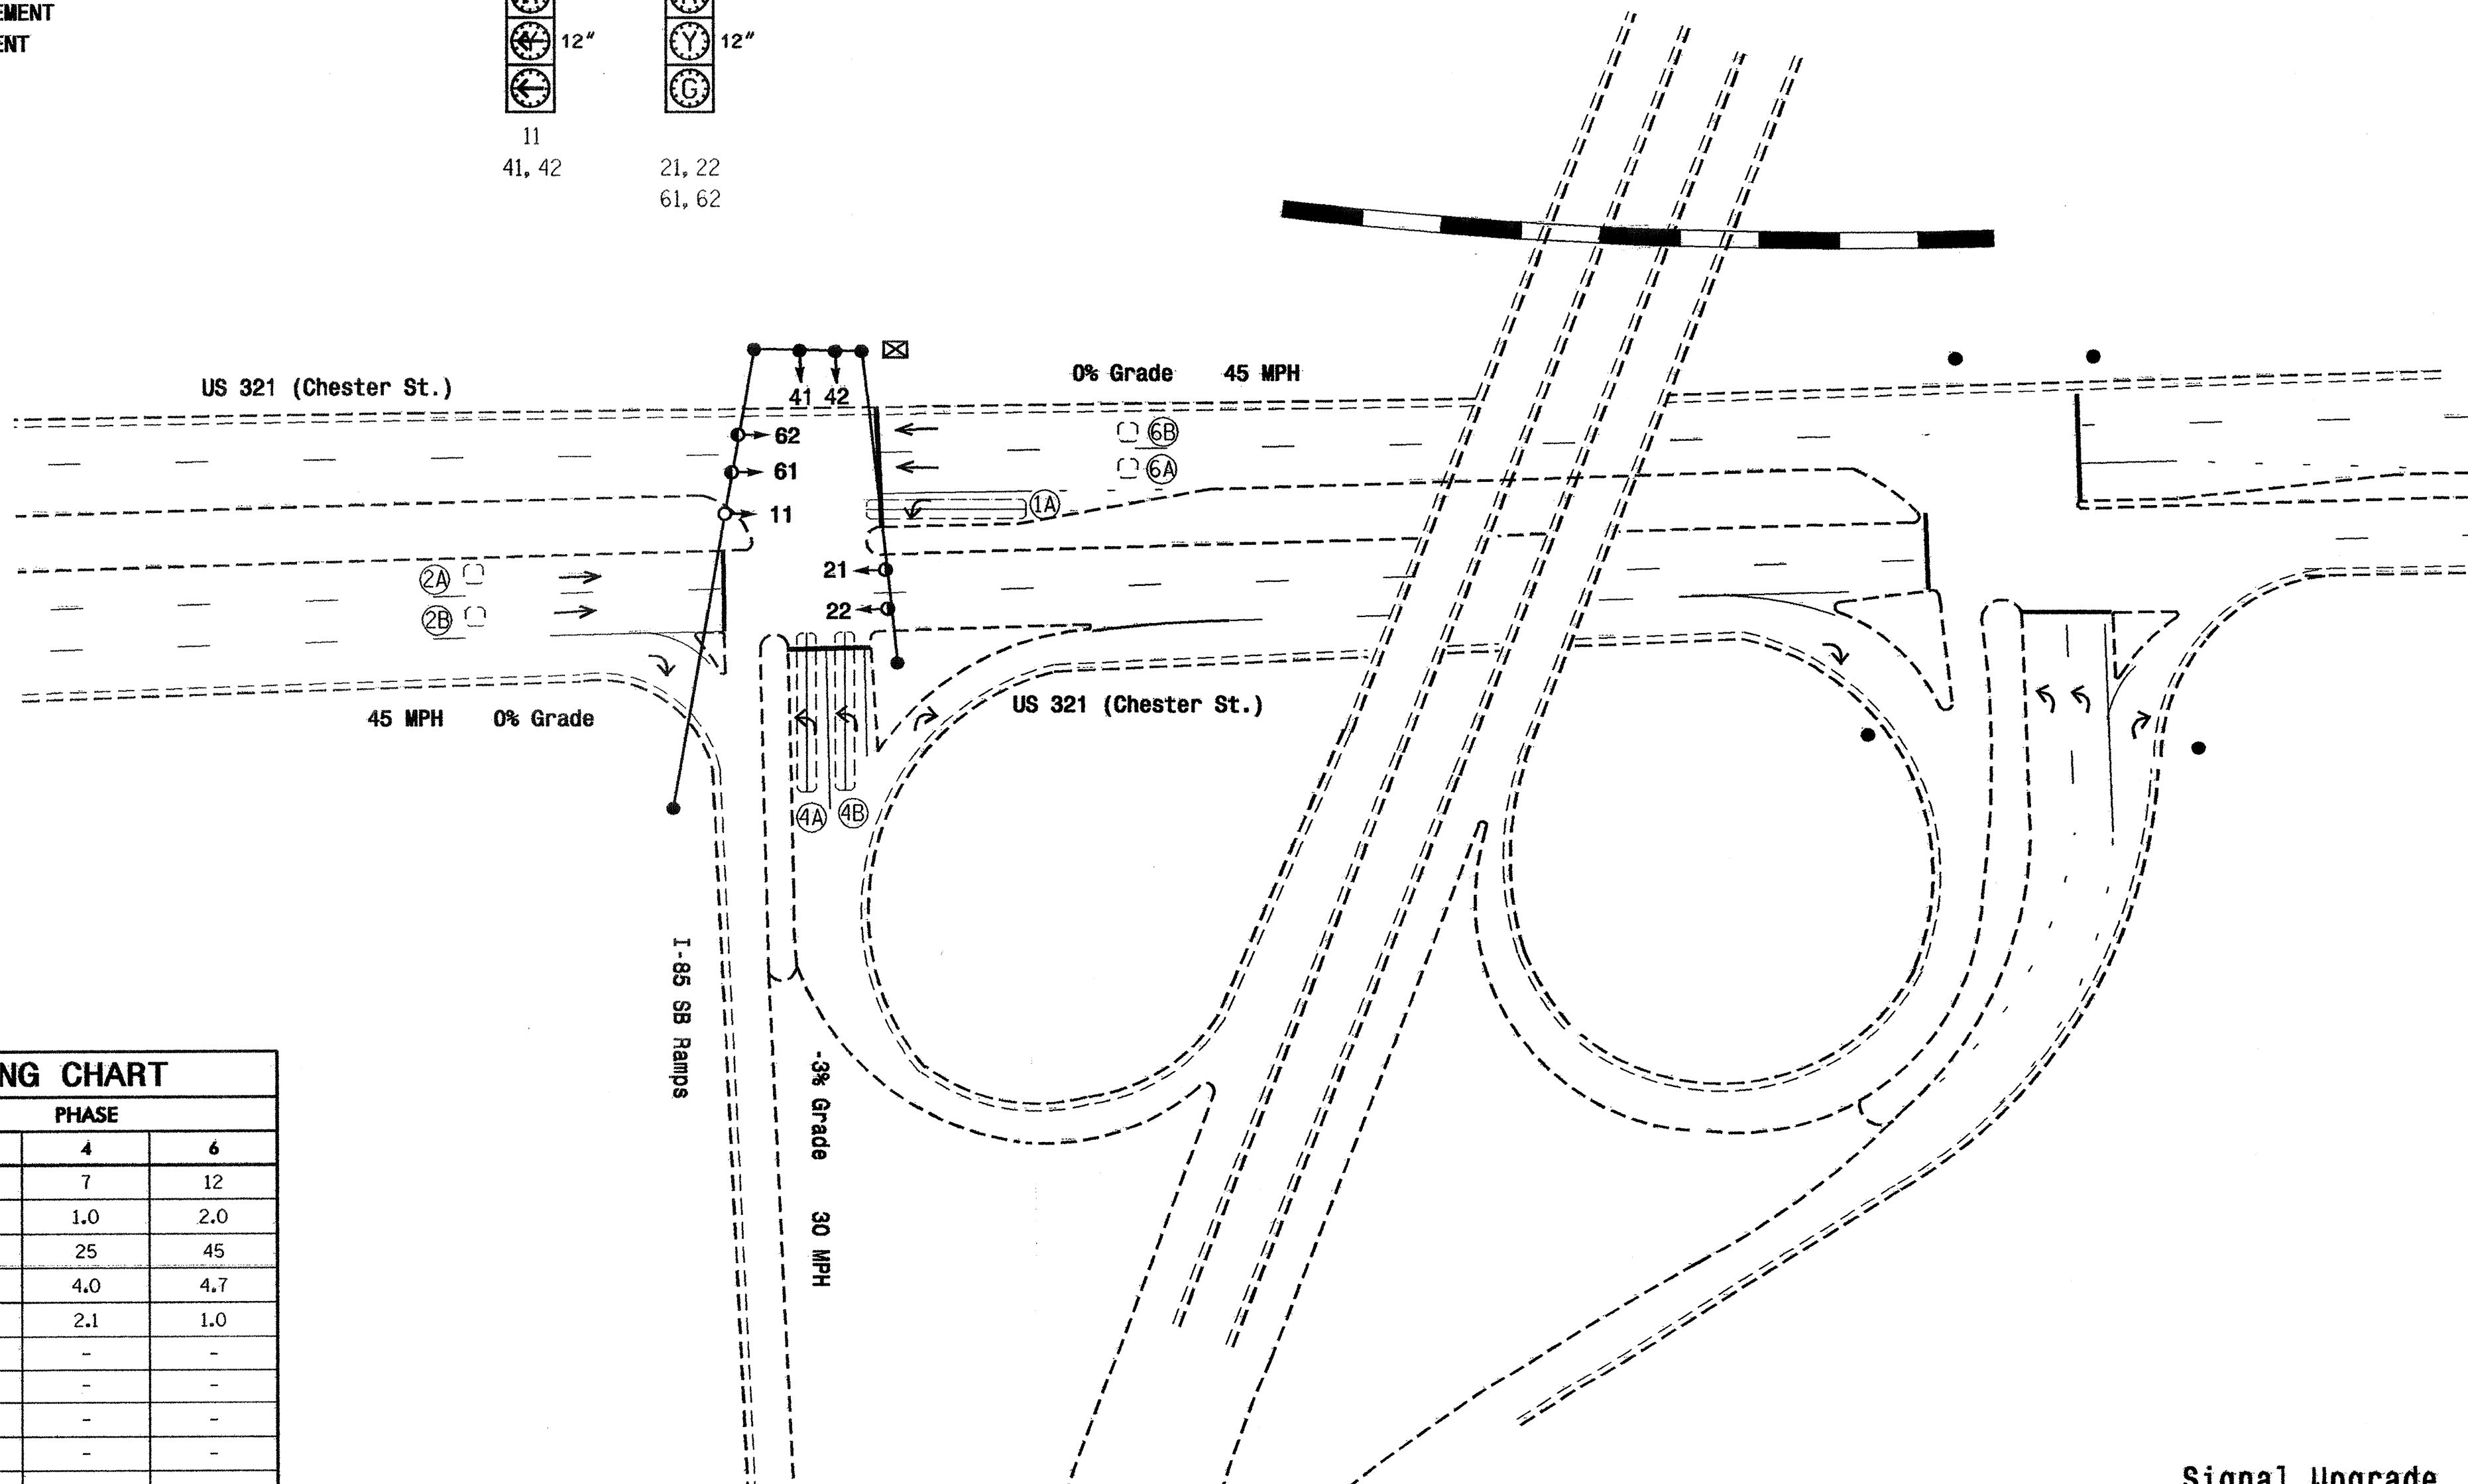 EMENT
ENT
Y 12"
Y 12"
G
11
41, 42
21, 22
61, 62
US 321 (Chester St.)
0% Grade 45 MPH
41 42
62
61
11
6B
6A
1A
2A
2B
21
22
45 MPH 0% Grade
US 321 (Chester St.)
4A 4B
I-85 SB Ramps
-3% Grade 30 MPH
NG CHART
PHASE
4 6
7 12
1.0 2.0
25 45
4.0 4.7
2.1 1.0
- -
- -
- -
- -
Signal Upgrade